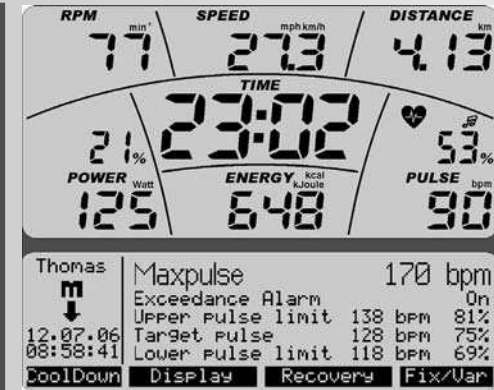 RPM SPEED DISTANCE
min⁻ mph km/h km
77 27.3 4.13
TIME
23:02
21% 53%
POWER Watt ENERGY kcal kJoule PULSE bpm
125 648 90
Thomas
m
12.07.06
08:58:41
Maxpulse 170 bpm
Exceedance Alarm On
Upper pulse limit 138 bpm 81%
Target pulse 128 bpm 75%
Lower pulse limit 118 bpm 69%
CoolDown Display Recovery Fix/Var